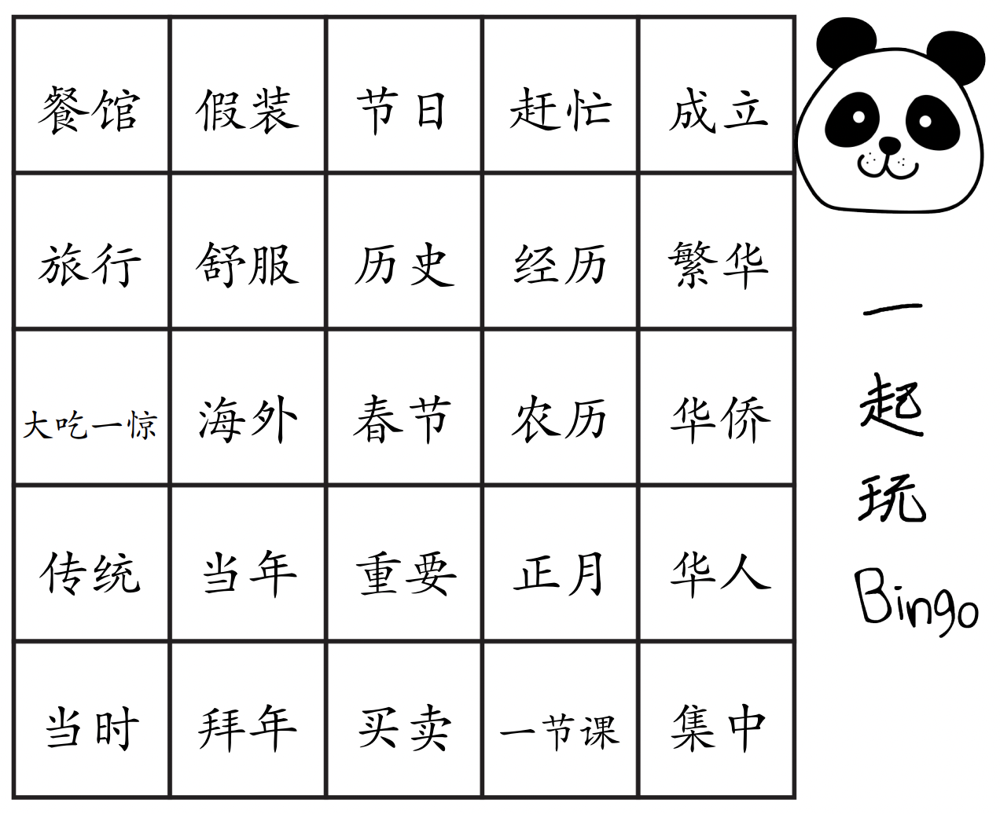 餐馆 假装 节日 赶忙 成立
旅行 舒服 历史 经历 繁华
大吃一惊 海外 春节 农历 华侨
传统 当年 重要 正月 华人
当时 拜年 买卖 一节课 集中
一
起
玩
Bingo